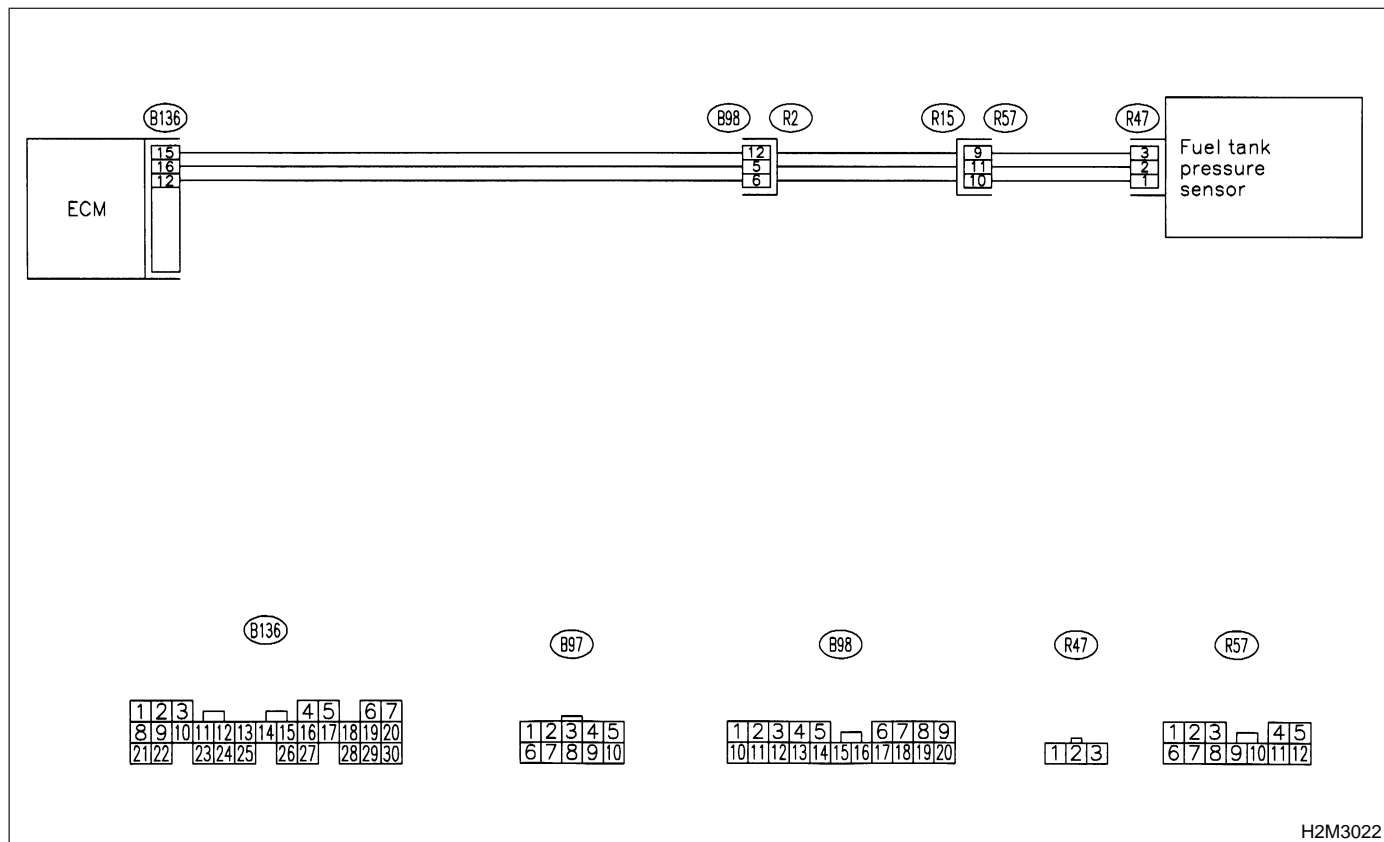 B136
B98
R2
R15
R57
R47
ECM
15
16
12
12
5
6
9
11
10
3
2
1
Fuel tank
pressure
sensor
B136
B97
B98
R47
R57
1 2 3 4 5 6 7
8 9 10 11 12 13 14 15 16 17 18 19 20
21 22 23 24 25 26 27 28 29 30
1 2 3 4 5
6 7 8 9 10
1 2 3 4 5 6 7 8 9
10 11 12 13 14 15 16 17 18 19 20
1 2 3
1 2 3 4 5
6 7 8 9 10 11 12
H2M3022